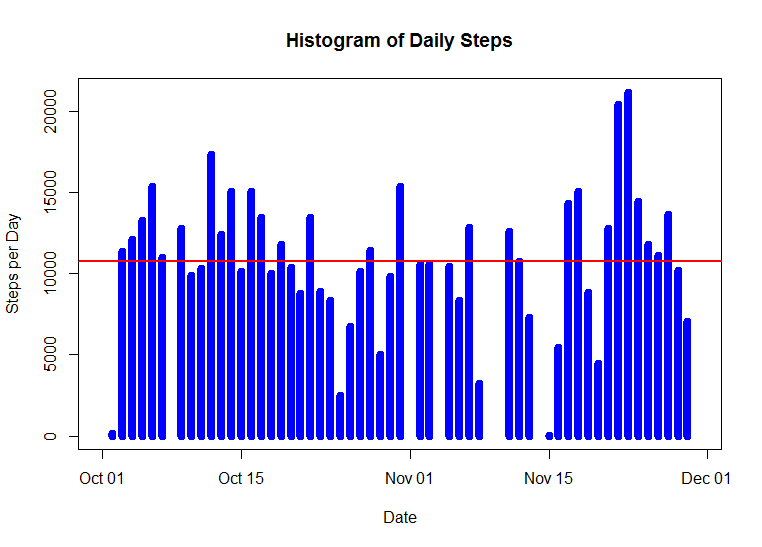 Histogram of Daily Steps
Steps per Day
20000
15000
10000
5000
0
Oct 01 Oct 15 Nov 01 Nov 15 Dec 01
Date